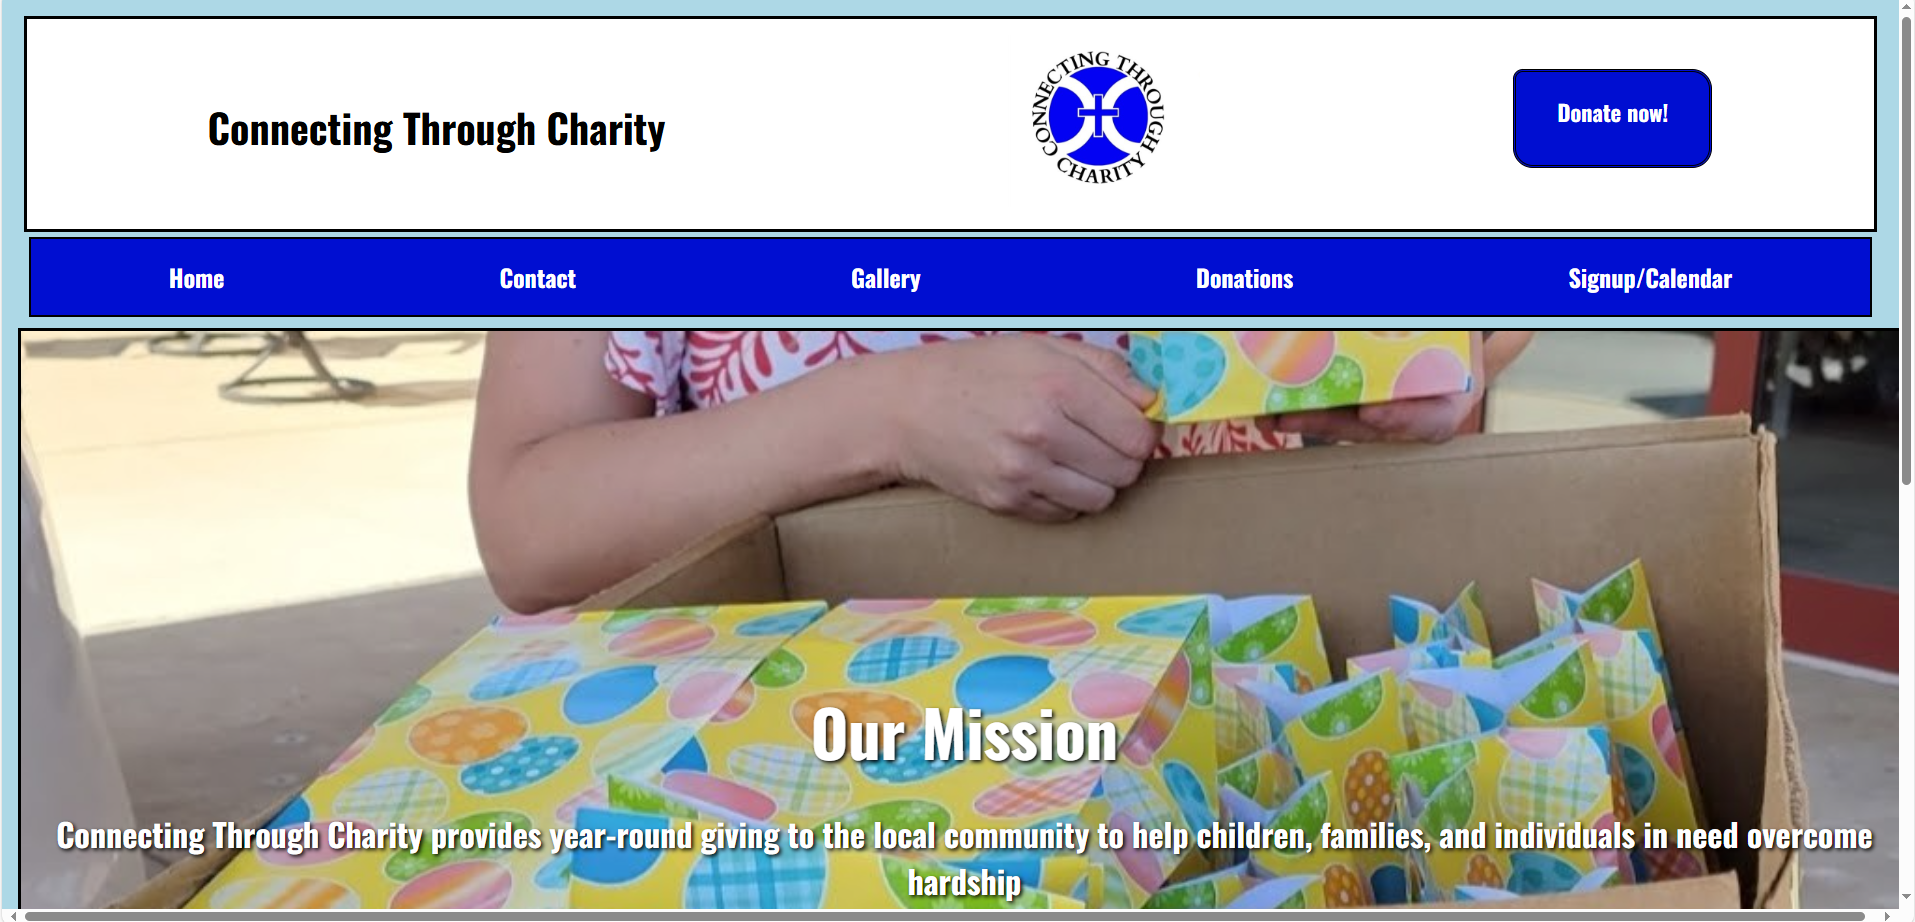 Connecting Through Charity
CONNECTING THROUGH CHARITY
Donate now!
Home Contact Gallery Donations Signup/Calendar
Our Mission
Connecting Through Charity provides year-round giving to the local community to help children, families, and individuals in need overcome
hardship